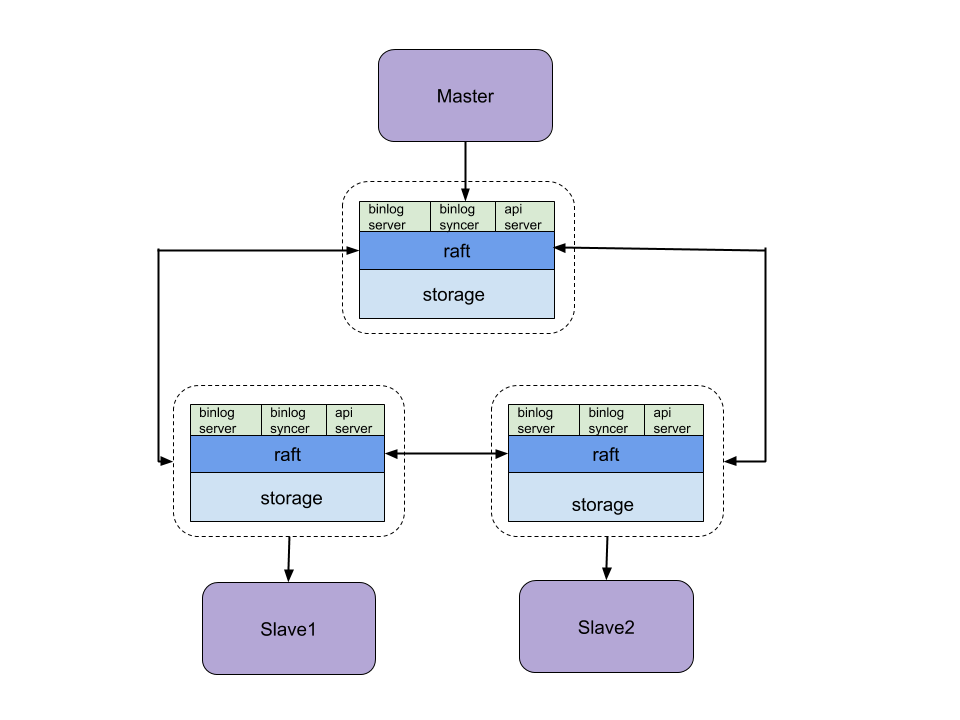 Master
binlog server
binlog syncer
api server
raft
storage
binlog server
binlog syncer
api server
raft
storage
binlog server
binlog syncer
api server
raft
storage
Slave1
Slave2